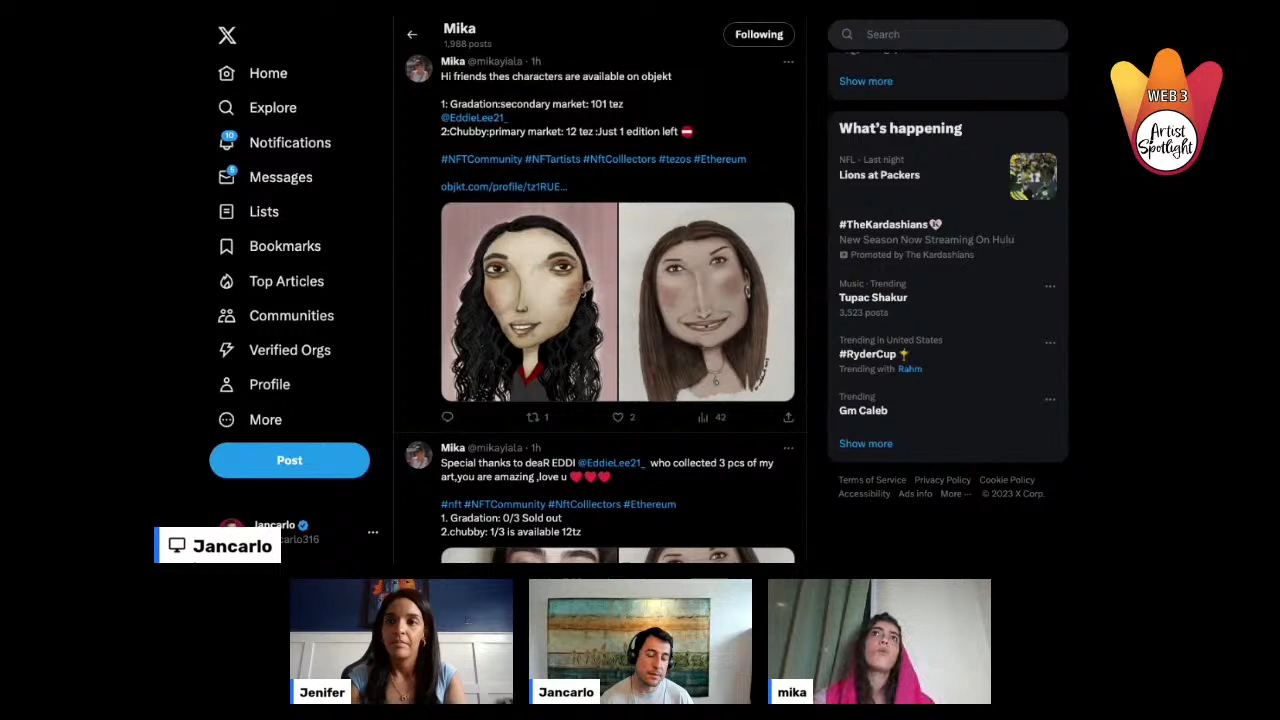 Home
Explore
10
Notifications
5
Messages
Lists
Bookmarks
Top Articles
Communities
Verified Orgs
Profile
More
Post
Jancarlo
carlo316
Jancarlo
Mika
1,988 posts
Following
Mika @mikayiala · 1h
Hi friends thes characters are available on objekt
1: Gradation:secondary market: 101 tez
@EddieLee21_
2:Chubby:primary market: 12 tez :Just 1 edition left
#NFTCommunity #NFTartists #NftColllectors #tezos #Ethereum
objkt.com/profile/tz1RUE...
1
2
42
Mika @mikayiala · 1h
Special thanks to deaR EDDI @EddieLee21_ who collected 3 pcs of my
art,you are amazing ,love u
#nft #NFTCommunity #NftColllectors #Ethereum
1. Gradation: 0/3 Sold out
2.chubby: 1/3 is available 12tz
Search
Show more
What's happening
NFL · Last night
Lions at Packers
#TheKardashians
New Season Now Streaming On Hulu
Promoted by The Kardashians
Music · Trending
Tupac Shakur
3,523 posts
Trending in United States
#RyderCup
Trending with Rahm
Trending
Gm Caleb
Show more
Terms of Service Privacy Policy Cookie Policy
Accessibility Ads info More ··· © 2023 X Corp.
WEB3
Artist
Spotlight
Jenifer
Jancarlo
mika